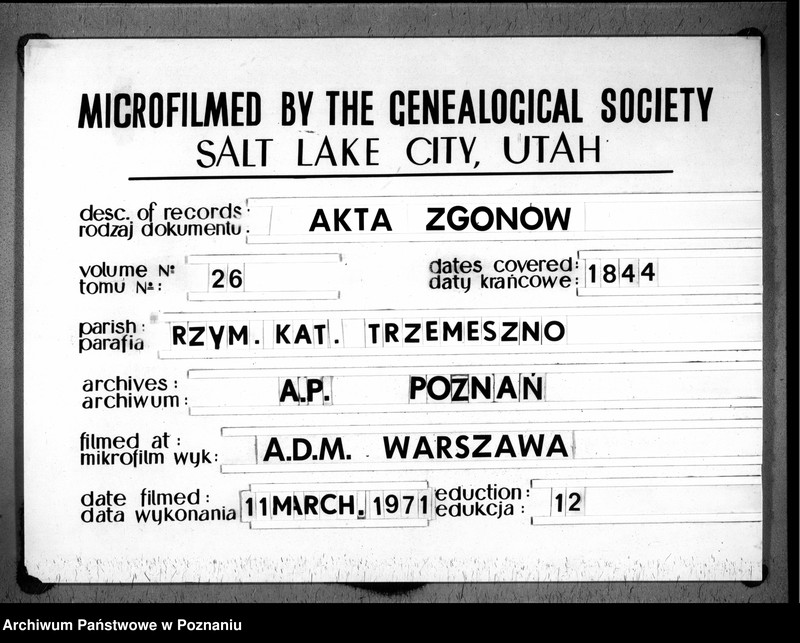 MICROFILMED BY THE GENEALOGICAL SOCIETY
SALT LAKE CITY, UTAH
desc. of records: AKTA ZGONÓW
rodzaj dokumentu:
volume Nº 26
tomu Nº:
dates covered: 1844
daty krańcowe:
parish: RZYM. KAT. TRZEMESZNO
parafia
archives: A.P. POZNAŃ
archiwum:
filmed at: A.D.M. WARSZAWA
mikrofilm wyk:
date filmed: 11 MARCH. 1971
data wykonania
eduction: 12
edukcja:
Archiwum Państwowe w Poznaniu